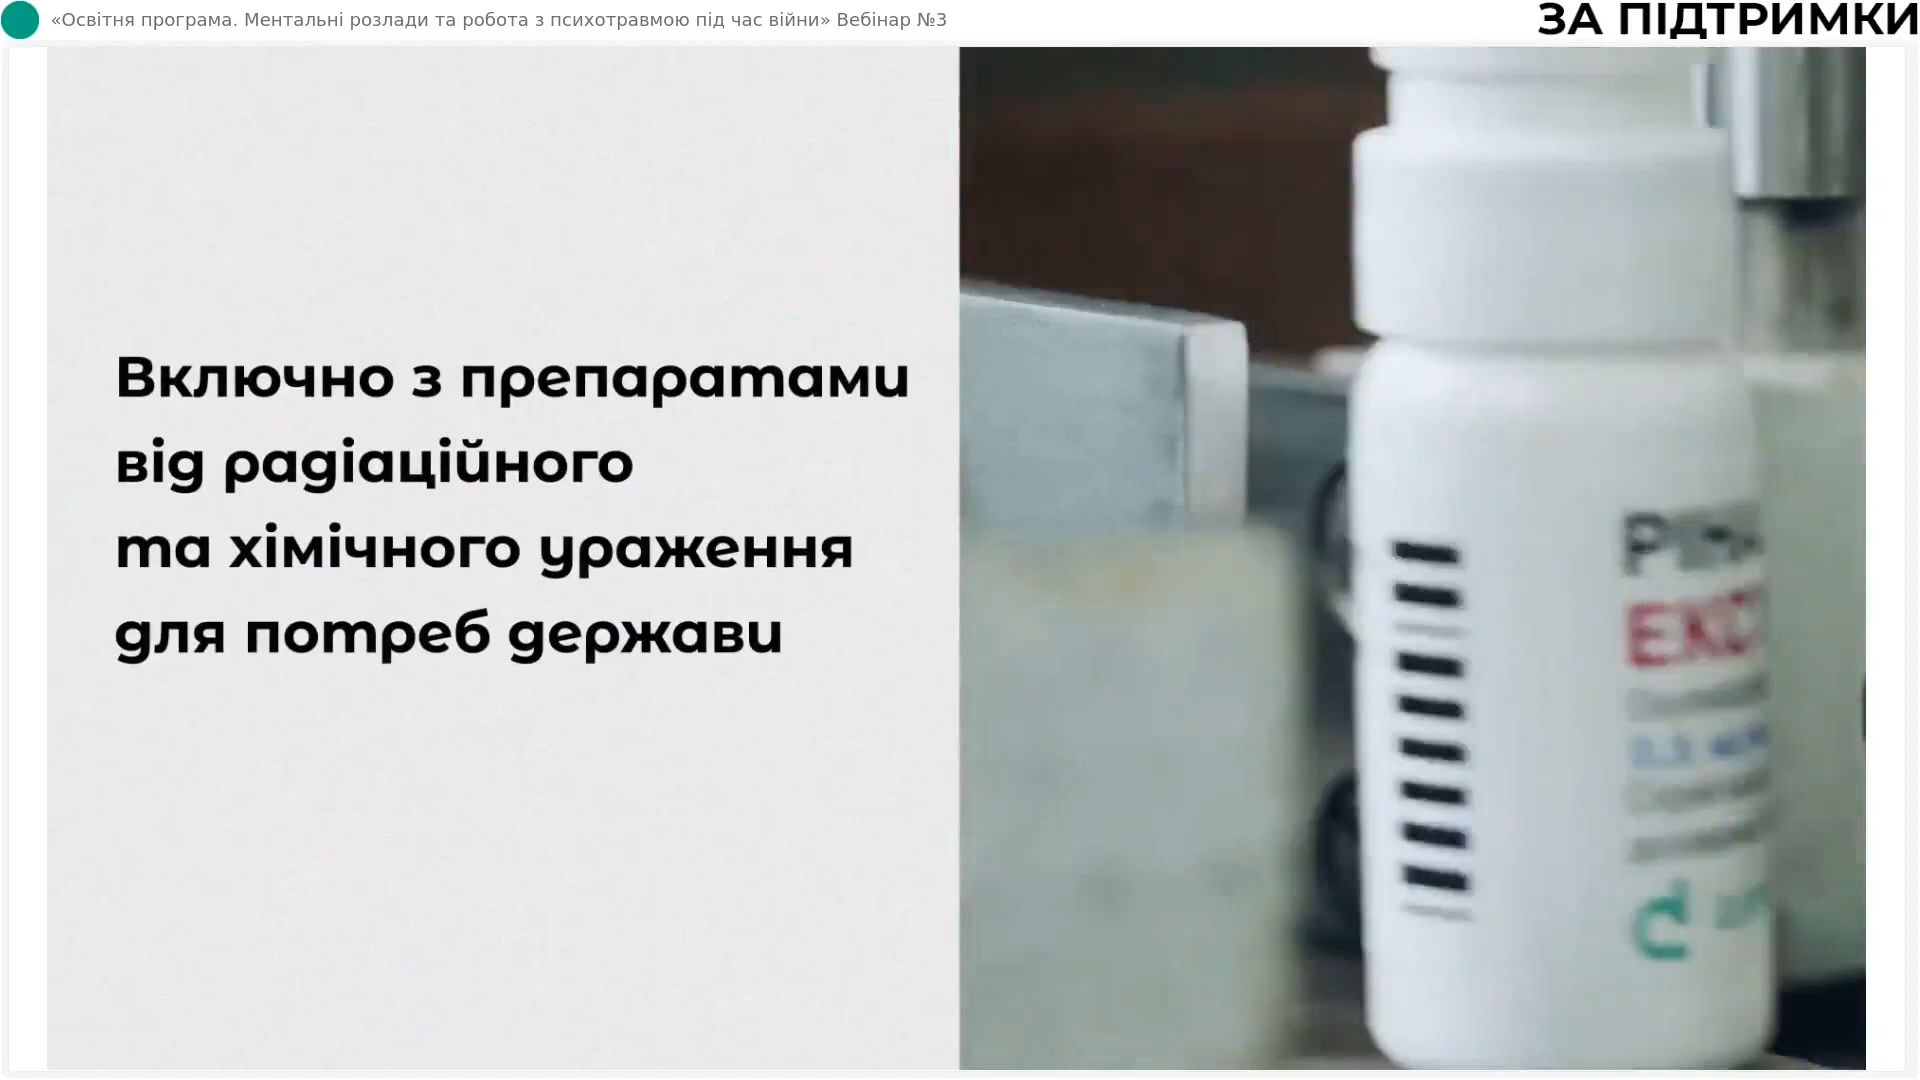 «Освітня програма. Ментальні розлади та робота з психотравмою під час війни» Вебінар №3
ЗА ПІДТРИМКИ
Включно з препаратами
від радіаційного
та хімічного ураження
для потреб держави